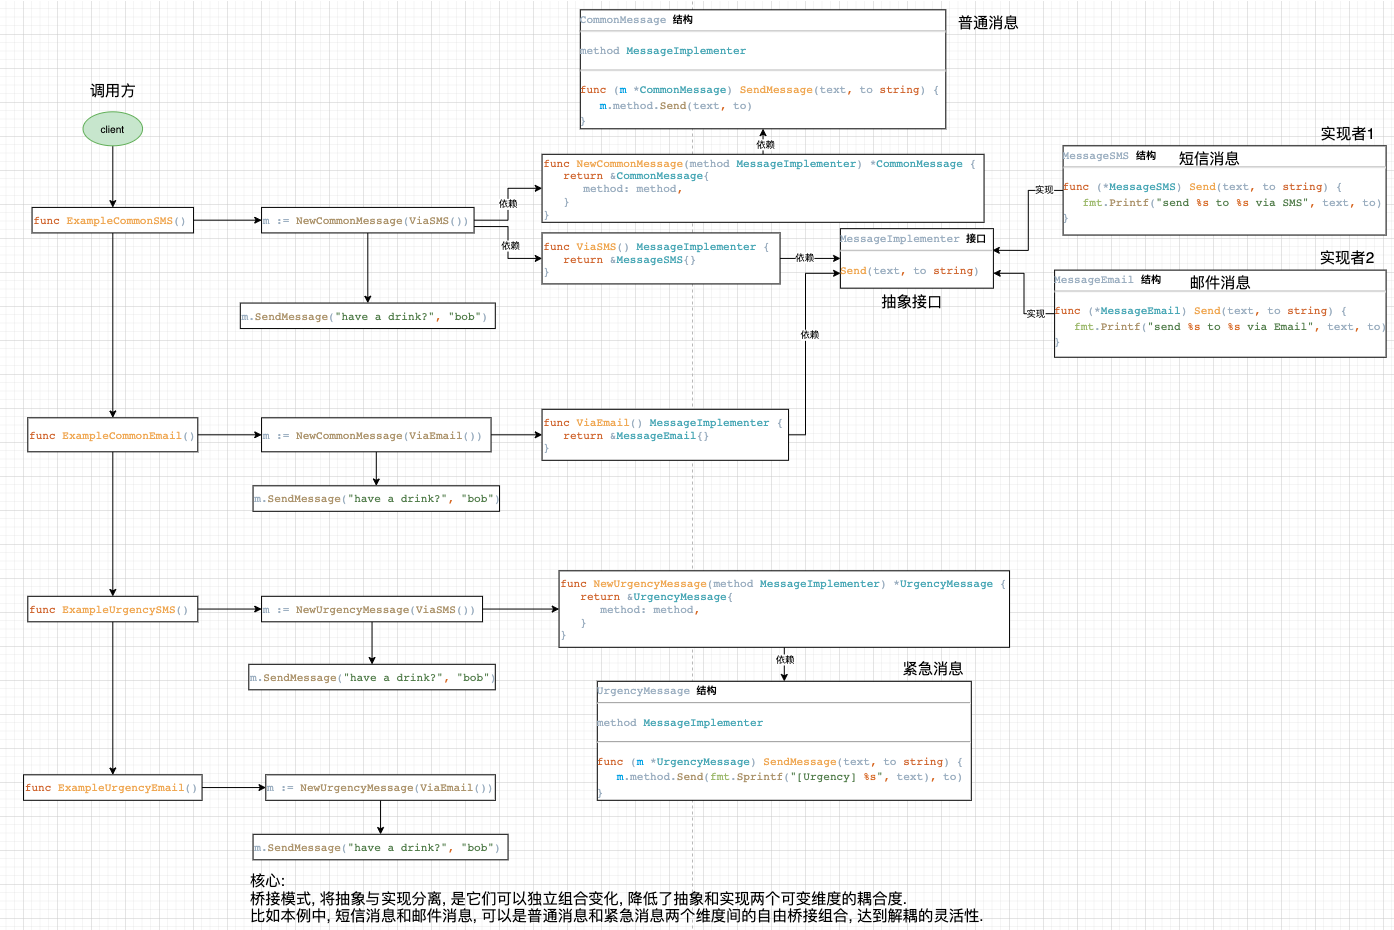 CommonMessage 结构
普通消息
method MessageImplementer
func (m *CommonMessage) SendMessage(text, to string) {
m.method.Send(text, to)
}
调用方
client
依赖
func NewCommonMessage(method MessageImplementer) *CommonMessage {
return &CommonMessage{
method: method,
}
}
实现者1
MessageSMS 结构
短信消息
func (*MessageSMS) Send(text, to string) {
fmt.Printf("send %s to %s via SMS", text, to)
}
实现
func ExampleCommonSMS()
m := NewCommonMessage(ViaSMS())
依赖
依赖
func ViaSMS() MessageImplementer {
return &MessageSMS{}
}
依赖
MessageImplementer 接口
Send(text, to string)
抽象接口
实现者2
MessageEmail 结构
邮件消息
func (*MessageEmail) Send(text, to string) {
fmt.Printf("send %s to %s via Email", text, to)
}
实现
m.SendMessage("have a drink?", "bob")
依赖
func ExampleCommonEmail()
m := NewCommonMessage(ViaEmail())
func ViaEmail() MessageImplementer {
return &MessageEmail{}
}
m.SendMessage("have a drink?", "bob")
func ExampleUrgencySMS()
m := NewUrgencyMessage(ViaSMS())
func NewUrgencyMessage(method MessageImplementer) *UrgencyMessage {
return &UrgencyMessage{
method: method,
}
}
m.SendMessage("have a drink?", "bob")
依赖
紧急消息
UrgencyMessage 结构
method MessageImplementer
func (m *UrgencyMessage) SendMessage(text, to string) {
m.method.Send(fmt.Sprintf("[Urgency] %s", text), to)
}
func ExampleUrgencyEmail()
m := NewUrgencyMessage(ViaEmail())
m.SendMessage("have a drink?", "bob")
核心:
桥接模式, 将抽象与实现分离, 是它们可以独立组合变化, 降低了抽象和实现两个可变维度的耦合度.
比如本例中, 短信消息和邮件消息, 可以是普通消息和紧急消息两个维度间的自由桥接组合, 达到解耦的灵活性.